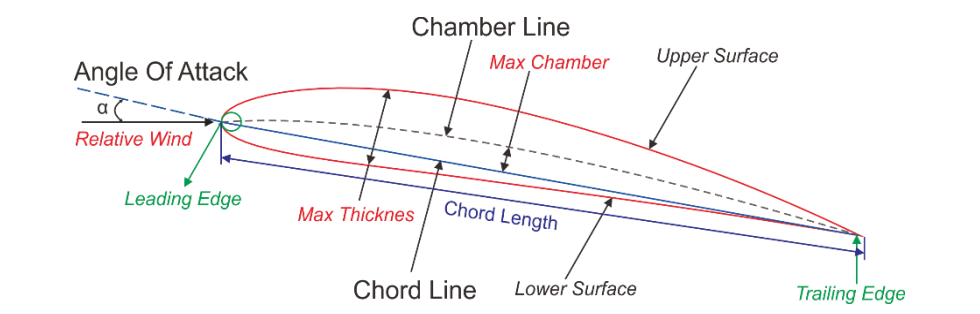 Chamber Line
Max Chamber
Upper Surface
Angle Of Attack
α
Relative Wind
Leading Edge
Max Thicknes
Chord Length
Chord Line
Lower Surface
Trailing Edge